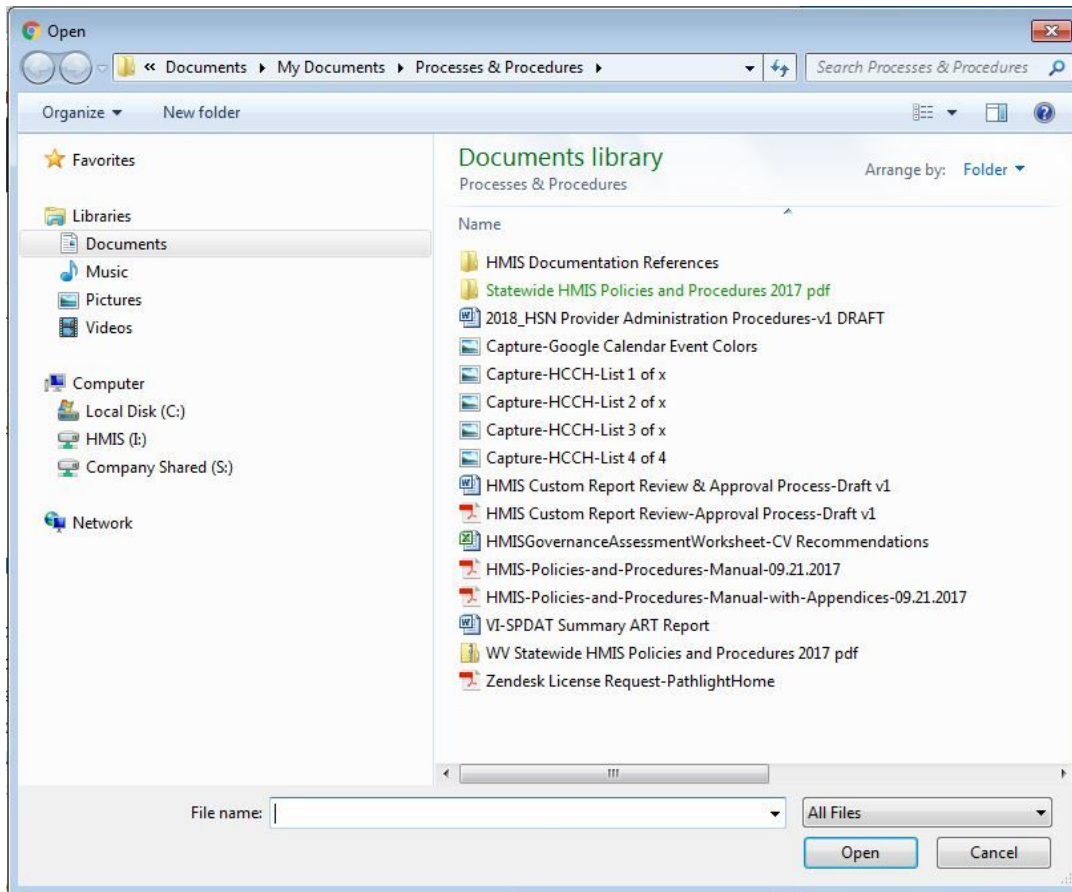 Open
« Documents ▸ My Documents ▸ Processes & Procedures ▸
Search Processes & Procedures
Organize New folder
Favorites
Libraries
Documents
Music
Pictures
Videos
Computer
Local Disk (C:)
HMIS (I:)
Company Shared (S:)
Network
Documents library
Processes & Procedures
Arrange by: Folder
Name
HMIS Documentation References
Statewide HMIS Policies and Procedures 2017 pdf
2018_HSN Provider Administration Procedures-v1 DRAFT
Capture-Google Calendar Event Colors
Capture-HCCH-List 1 of x
Capture-HCCH-List 2 of x
Capture-HCCH-List 3 of x
Capture-HCCH-List 4 of 4
HMIS Custom Report Review & Approval Process-Draft v1
HMIS Custom Report Review-Approval Process-Draft v1
HMISGovernanceAssessmentWorksheet-CV Recommendations
HMIS-Policies-and-Procedures-Manual-09.21.2017
HMIS-Policies-and-Procedures-Manual-with-Appendices-09.21.2017
VI-SPDAT Summary ART Report
WV Statewide HMIS Policies and Procedures 2017 pdf
Zendesk License Request-PathlightHome
File name:
All Files
Open
Cancel